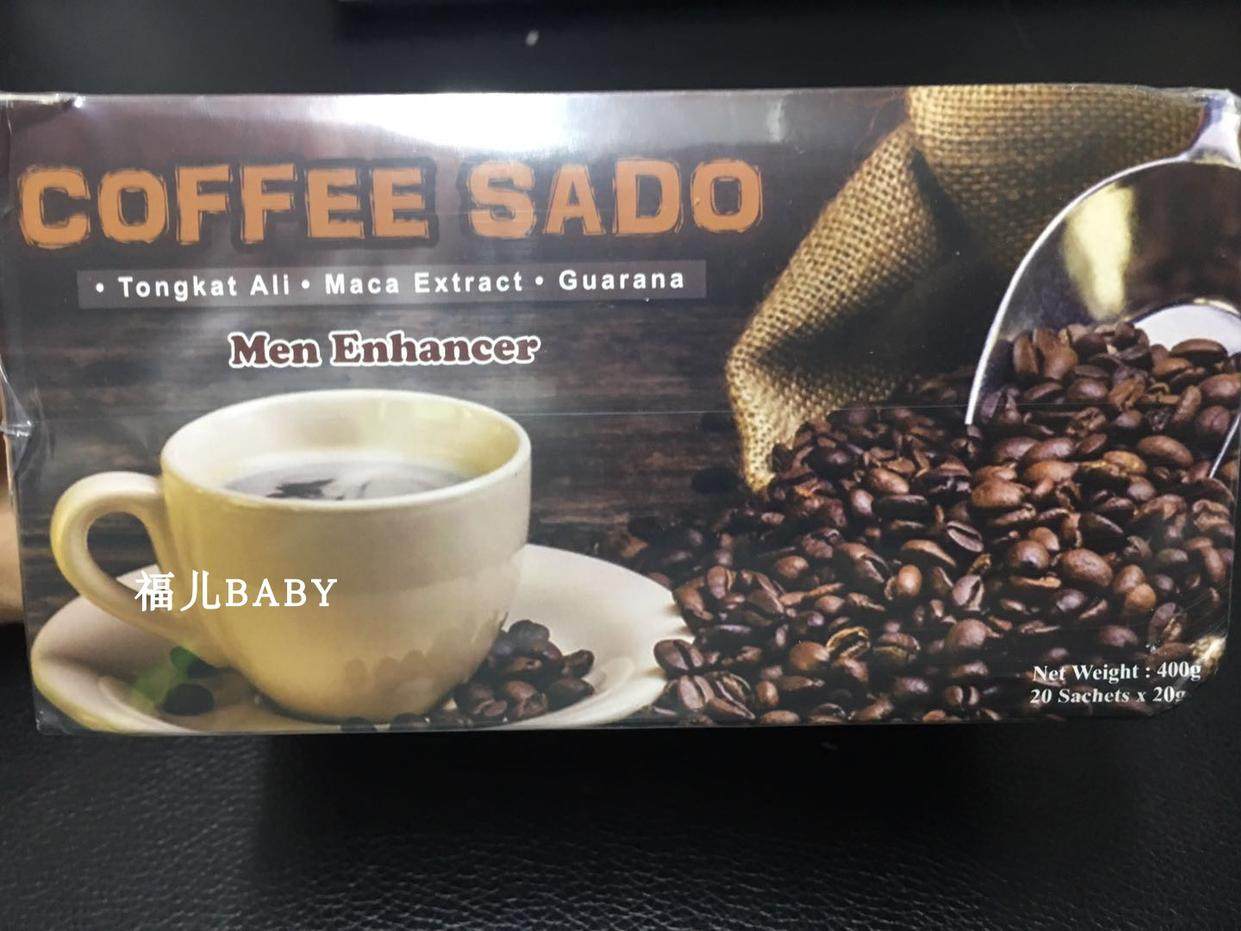 COFFEE SADO
• Tongkat Ali • Maca Extract • Guarana
Men Enhancer
福儿BABY
Net Weight : 400g
20 Sachets x 20g